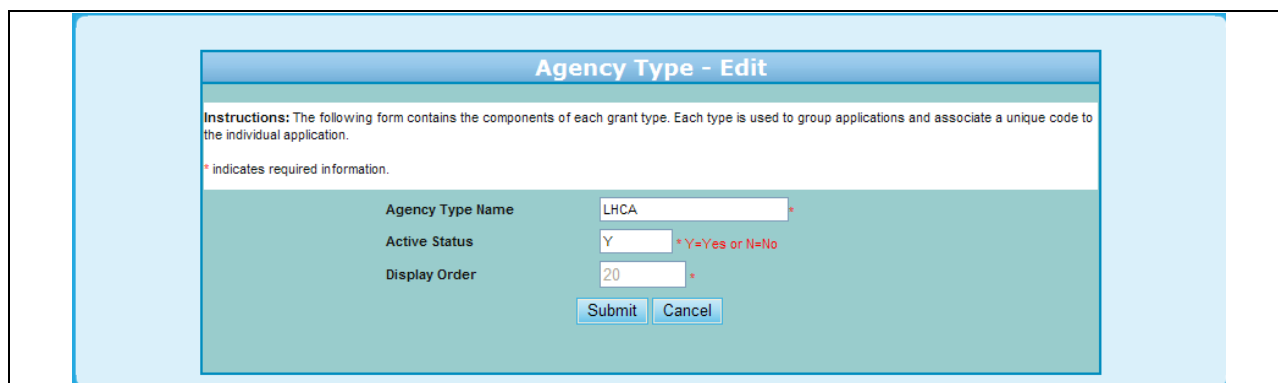 Agency Type - Edit
Instructions: The following form contains the components of each grant type. Each type is used to group applications and associate a unique code to
the individual application.
* indicates required information.
Agency Type Name LHCA *
Active Status Y * Y=Yes or N=No
Display Order 20 *
Submit Cancel